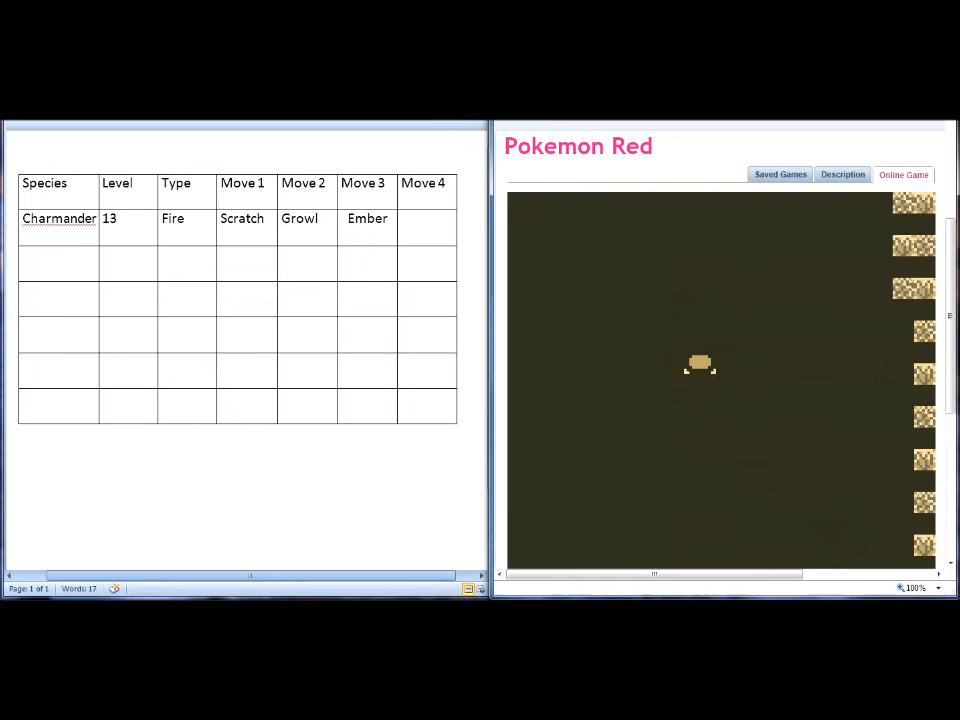 Species Level Type Move 1 Move 2 Move 3 Move 4
Charmander 13 Fire Scratch Growl Ember
Page: 1 of 1 Words: 17
Pokemon Red
Saved Games Description Online Game
100%